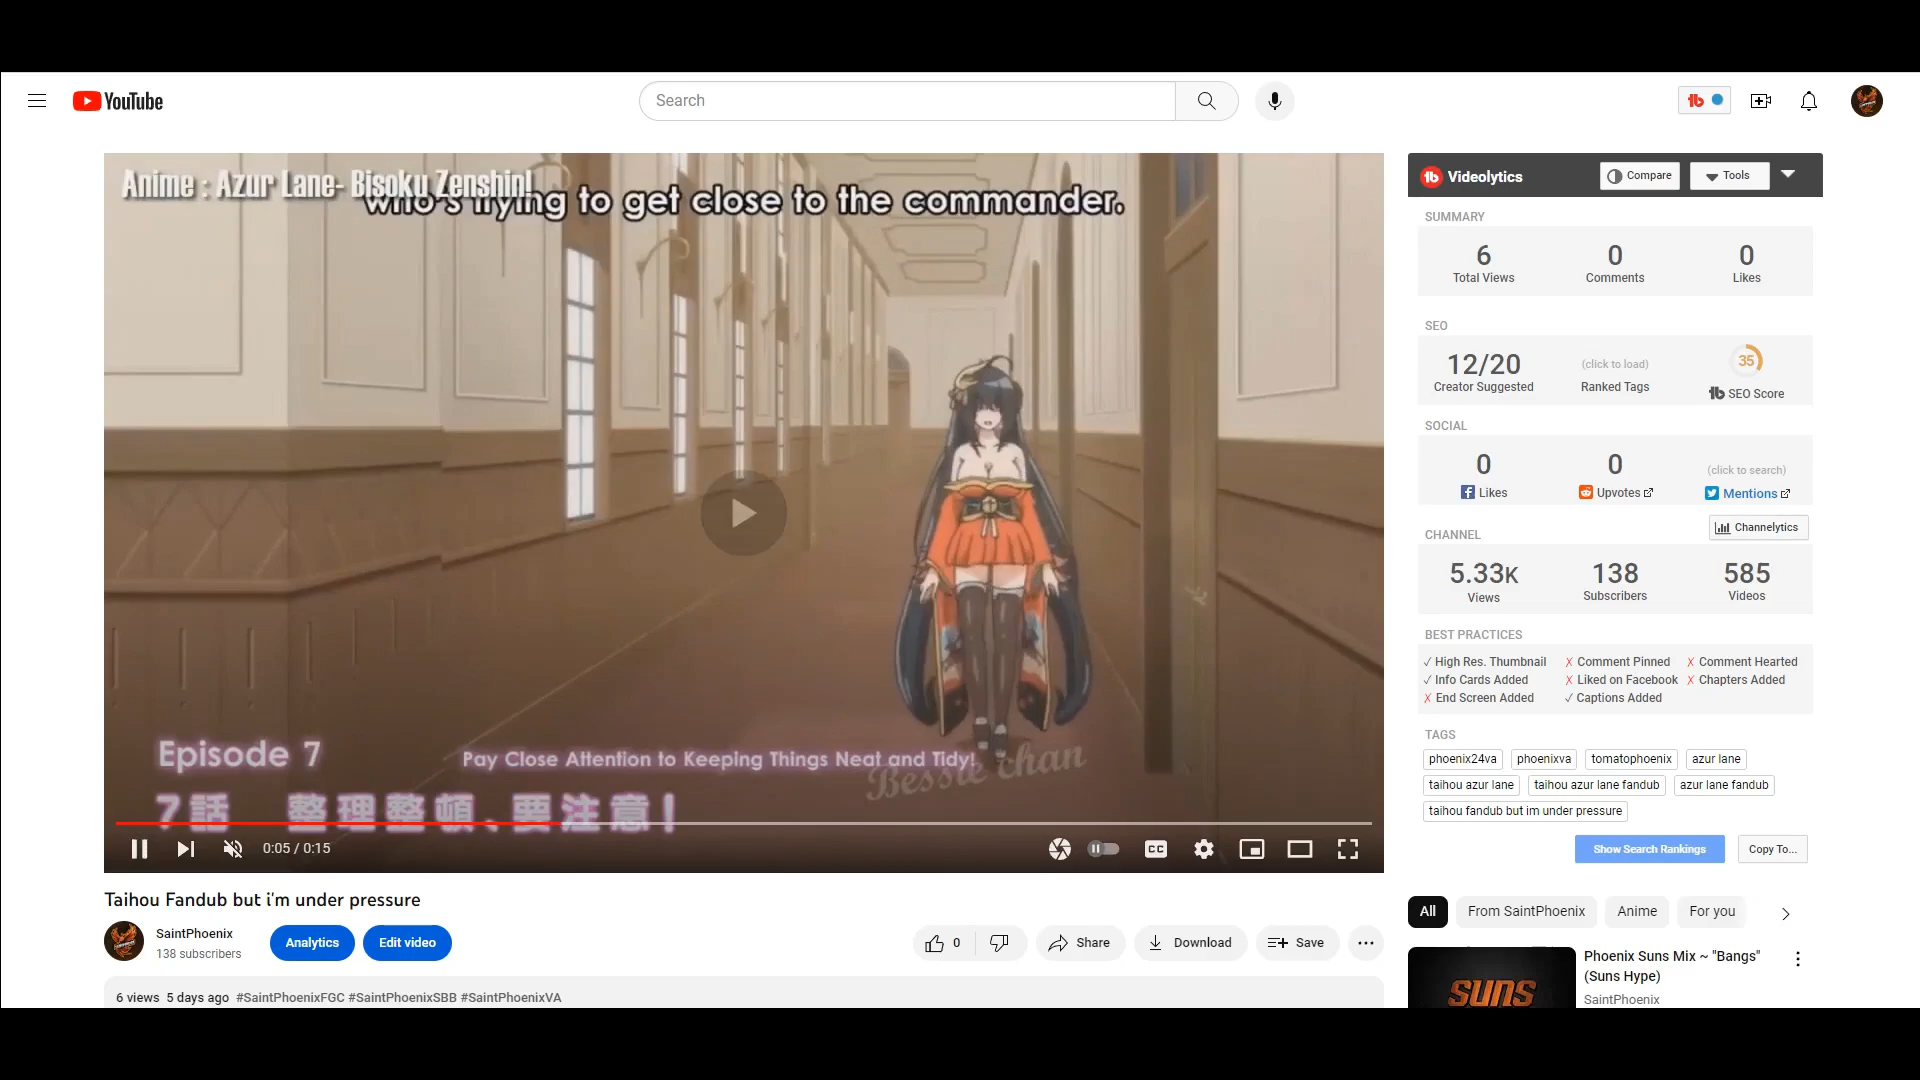 YouTube
Search
Anime : Azur Lane- Bisoku Zenshin!
who's trying to get close to the commander.
Episode 7
Pay Close Attention to Keeping Things Neat and Tidy!
Bessie chan
7話 整理整頓、要注意!
0:05 / 0:15
CC
Taihou Fandub but i'm under pressure
SaintPhoenix
138 subscribers
Analytics
Edit video
0
Share
Download
Save
6 views 5 days ago #SaintPhoenixFGC #SaintPhoenixSBB #SaintPhoenixVA
Videolytics
Compare
Tools
SUMMARY
6 0 0
Total Views Comments Likes
SEO
12/20 (click to load) 35
Creator Suggested Ranked Tags SEO Score
SOCIAL
0 0 (click to search)
Likes Upvotes Mentions
Channelytics
CHANNEL
5.33K 138 585
Views Subscribers Videos
BEST PRACTICES
✓ High Res. Thumbnail ✗ Comment Pinned ✗ Comment Hearted
✓ Info Cards Added ✗ Liked on Facebook ✗ Chapters Added
✗ End Screen Added ✓ Captions Added
TAGS
phoenix24va phoenixva tomatophoenix azur lane
taihou azur lane taihou azur lane fandub azur lane fandub
taihou fandub but im under pressure
Show Search Rankings Copy To...
All From SaintPhoenix Anime For you
SUNS
Phoenix Suns Mix ~ "Bangs"
(Suns Hype)
SaintPhoenix